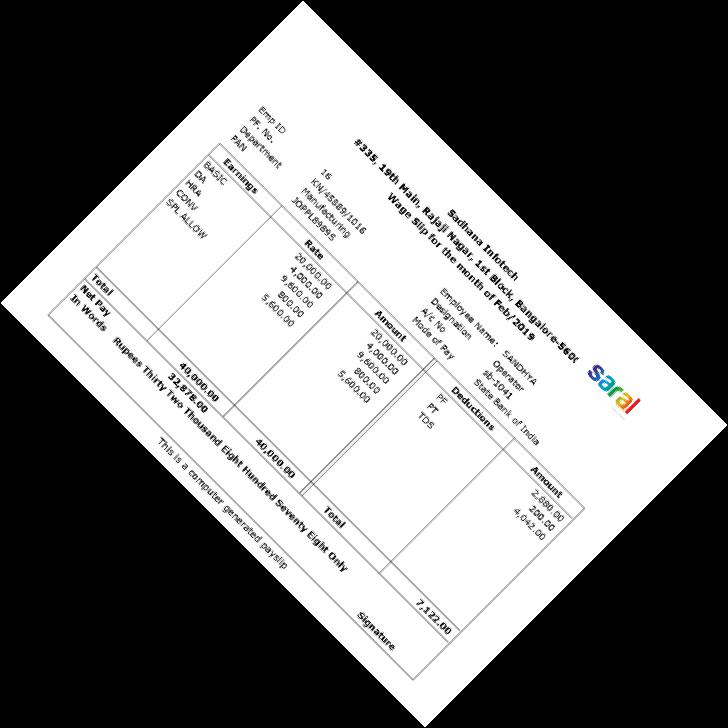 Sadhana Infotech
#335, 19th Main, Rajaji Nagar, 1st Block, Bangalore-5600
Wage Slip for the month of Feb/2019
saral
Emp ID 16 Employee Name: SANDHYA
PF. No. KN/45889/1016 Designation Operator
Department Manufacturing A/c No sb-1041
PAN JOPPL8989S Mode of Pay State Bank of India
Earnings Rate Amount Deductions Amount
BASIC 20,000.00 20,000.00 PF 2,880.00
DA 4,000.00 4,000.00 PT 200.00
HRA 9,600.00 9,600.00 TDS 4,042.00
CONV 800.00 800.00
SPL ALLOW 5,600.00 5,600.00
Total 40,000.00 40,000.00 Total 7,122.00
Net Pay 32,878.00
In Words Rupees Thirty Two Thousand Eight Hundred Seventy Eight Only
Signature
This is a computer generated payslip